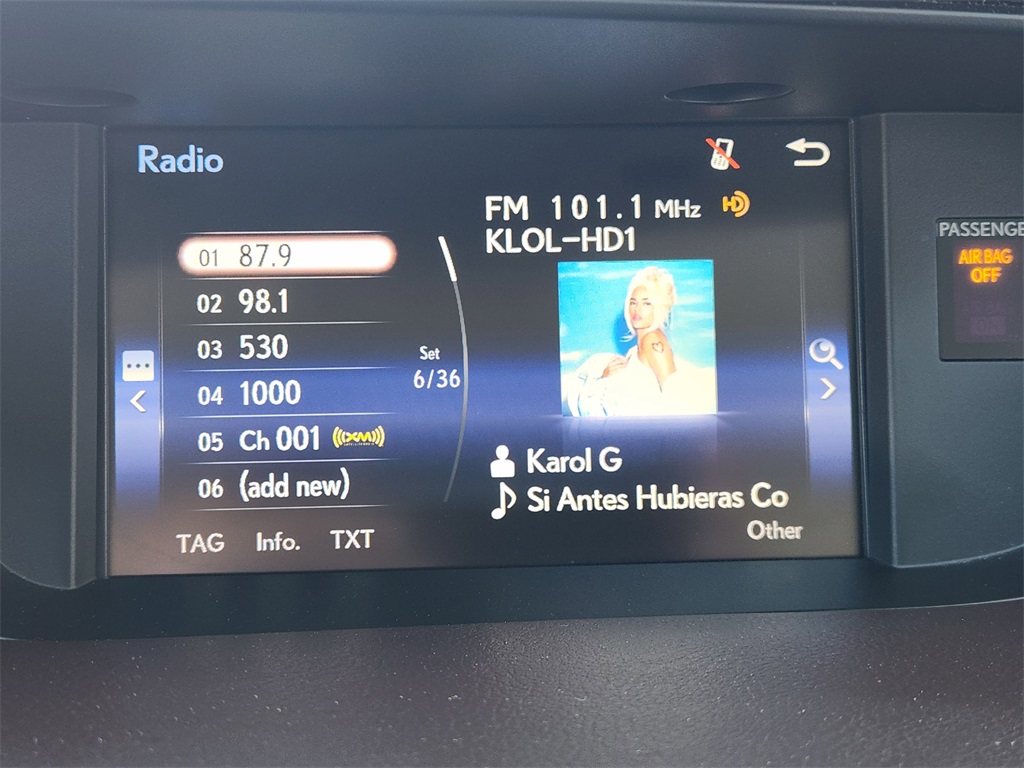 Radio
FM 101.1 MHz HD
KLOL-HD1
01 87.9
02 98.1
03 530
04 1000
05 Ch 001 ((XM))
06 (add new)
Set
6/36
Karol G
Si Antes Hubieras Co
Other
TAG Info. TXT
PASSENGE
AIR BAG
OFF